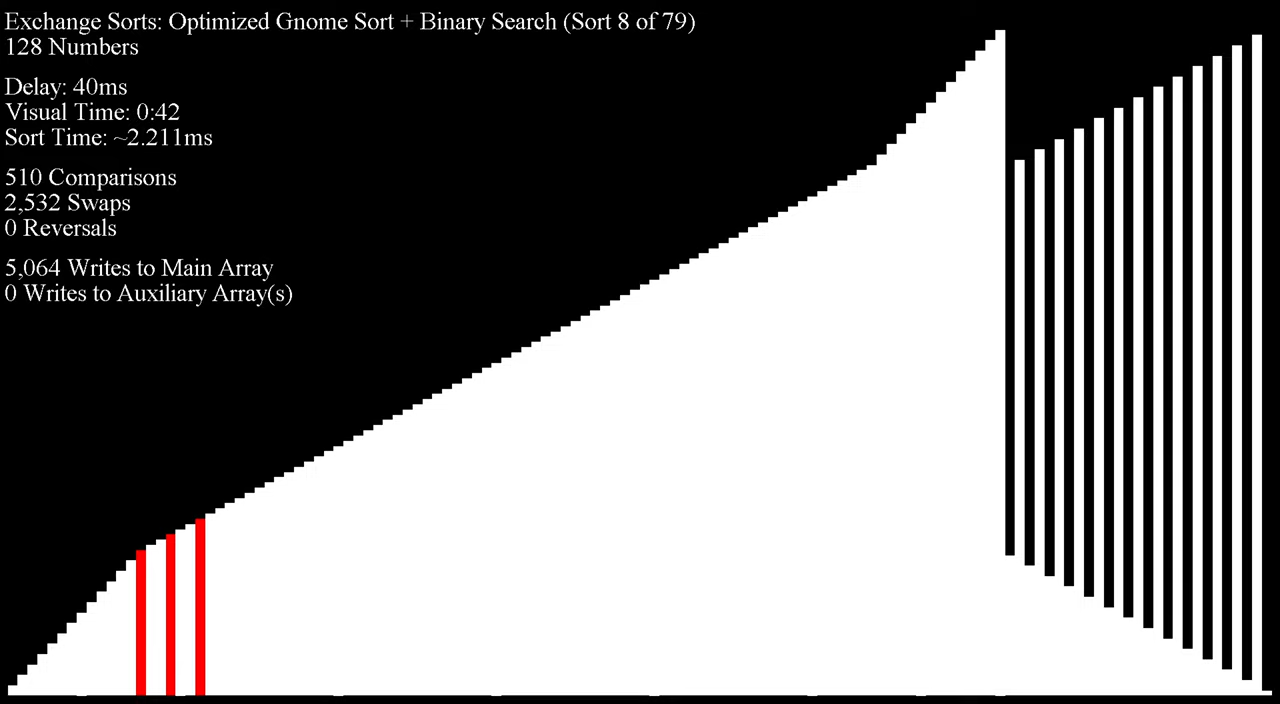 Exchange Sorts: Optimized Gnome Sort + Binary Search (Sort 8 of 79)
128 Numbers
Delay: 40ms
Visual Time: 0:42
Sort Time: ~2.211ms
510 Comparisons
2,532 Swaps
0 Reversals
5,064 Writes to Main Array
0 Writes to Auxiliary Array(s)